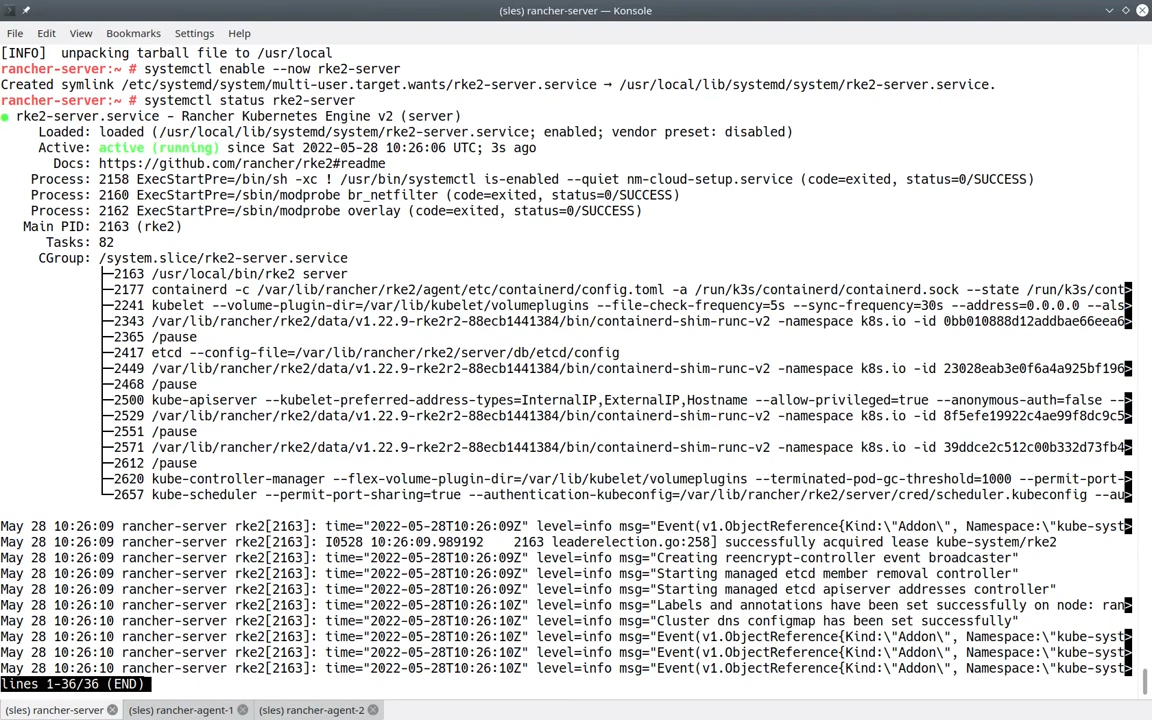 (sles) rancher-server — Konsole
File Edit View Bookmarks Settings Help
[INFO]  unpacking tarball file to /usr/local
rancher-server:~ # systemctl enable --now rke2-server
Created symlink /etc/systemd/system/multi-user.target.wants/rke2-server.service → /usr/local/lib/systemd/system/rke2-server.service.
rancher-server:~ # systemctl status rke2-server
● rke2-server.service - Rancher Kubernetes Engine v2 (server)
     Loaded: loaded (/usr/local/lib/systemd/system/rke2-server.service; enabled; vendor preset: disabled)
     Active: active (running) since Sat 2022-05-28 10:26:06 UTC; 3s ago
       Docs: https://github.com/rancher/rke2#readme
    Process: 2158 ExecStartPre=/bin/sh -xc ! /usr/bin/systemctl is-enabled --quiet nm-cloud-setup.service (code=exited, status=0/SUCCESS)
    Process: 2160 ExecStartPre=/sbin/modprobe br_netfilter (code=exited, status=0/SUCCESS)
    Process: 2162 ExecStartPre=/sbin/modprobe overlay (code=exited, status=0/SUCCESS)
   Main PID: 2163 (rke2)
      Tasks: 82
     CGroup: /system.slice/rke2-server.service
             ├─2163 /usr/local/bin/rke2 server
             ├─2177 containerd -c /var/lib/rancher/rke2/agent/etc/containerd/config.toml -a /run/k3s/containerd/containerd.sock --state /run/k3s/cont>
             ├─2241 kubelet --volume-plugin-dir=/var/lib/kubelet/volumeplugins --file-check-frequency=5s --sync-frequency=30s --address=0.0.0.0 --als>
             ├─2343 /var/lib/rancher/rke2/data/v1.22.9-rke2r2-88ecb1441384/bin/containerd-shim-runc-v2 -namespace k8s.io -id 0bb010888d12addbae66eea6>
             ├─2365 /pause
             ├─2417 etcd --config-file=/var/lib/rancher/rke2/server/db/etcd/config
             ├─2449 /var/lib/rancher/rke2/data/v1.22.9-rke2r2-88ecb1441384/bin/containerd-shim-runc-v2 -namespace k8s.io -id 23028eab3e0f6a4a925bf196>
             ├─2468 /pause
             ├─2500 kube-apiserver --kubelet-preferred-address-types=InternalIP,ExternalIP,Hostname --allow-privileged=true --anonymous-auth=false -->
             ├─2529 /var/lib/rancher/rke2/data/v1.22.9-rke2r2-88ecb1441384/bin/containerd-shim-runc-v2 -namespace k8s.io -id 8f5efe19922c4ae99f8dc9c5>
             ├─2551 /pause
             ├─2571 /var/lib/rancher/rke2/data/v1.22.9-rke2r2-88ecb1441384/bin/containerd-shim-runc-v2 -namespace k8s.io -id 39ddce2c512c00b332d73fb4>
             ├─2612 /pause
             ├─2620 kube-controller-manager --flex-volume-plugin-dir=/var/lib/kubelet/volumeplugins --terminated-pod-gc-threshold=1000 --permit-port->
             └─2657 kube-scheduler --permit-port-sharing=true --authentication-kubeconfig=/var/lib/rancher/rke2/server/cred/scheduler.kubeconfig --au>
May 28 10:26:09 rancher-server rke2[2163]: time="2022-05-28T10:26:09Z" level=info msg="Event(v1.ObjectReference{Kind:\"Addon\", Namespace:\"kube-syst>
May 28 10:26:09 rancher-server rke2[2163]: I0528 10:26:09.989192    2163 leaderelection.go:258] successfully acquired lease kube-system/rke2
May 28 10:26:09 rancher-server rke2[2163]: time="2022-05-28T10:26:09Z" level=info msg="Creating reencrypt-controller event broadcaster"
May 28 10:26:09 rancher-server rke2[2163]: time="2022-05-28T10:26:09Z" level=info msg="Starting managed etcd member removal controller"
May 28 10:26:09 rancher-server rke2[2163]: time="2022-05-28T10:26:09Z" level=info msg="Starting managed etcd apiserver addresses controller"
May 28 10:26:10 rancher-server rke2[2163]: time="2022-05-28T10:26:10Z" level=info msg="Labels and annotations have been set successfully on node: ran>
May 28 10:26:10 rancher-server rke2[2163]: time="2022-05-28T10:26:10Z" level=info msg="Cluster dns configmap has been set successfully"
May 28 10:26:10 rancher-server rke2[2163]: time="2022-05-28T10:26:10Z" level=info msg="Event(v1.ObjectReference{Kind:\"Addon\", Namespace:\"kube-syst>
May 28 10:26:10 rancher-server rke2[2163]: time="2022-05-28T10:26:10Z" level=info msg="Event(v1.ObjectReference{Kind:\"Addon\", Namespace:\"kube-syst>
May 28 10:26:10 rancher-server rke2[2163]: time="2022-05-28T10:26:10Z" level=info msg="Event(v1.ObjectReference{Kind:\"Addon\", Namespace:\"kube-syst>
lines 1-36/36 (END)
(sles) rancher-server (sles) rancher-agent-1 (sles) rancher-agent-2